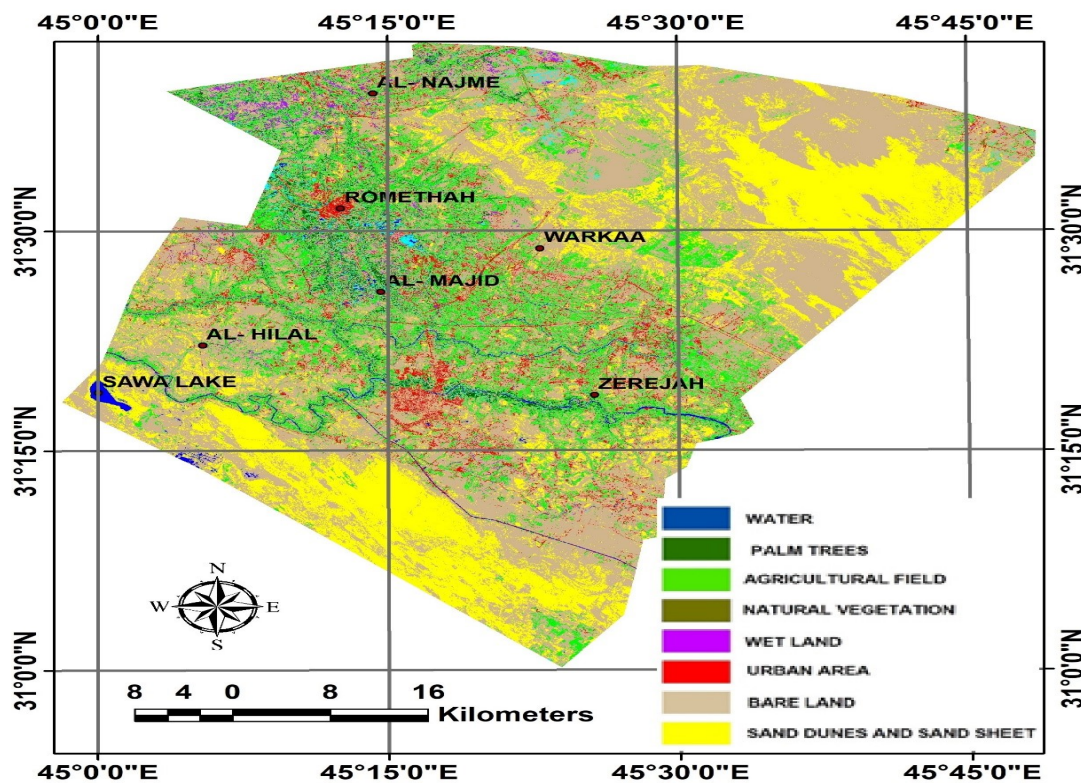 45°0'0"E 45°15'0"E 45°30'0"E 45°45'0"E
AL- NAJME
ROMETHAH
31°30'0"N 31°30'0"N
WARKAA
AL- MAJID
AL- HILAL
SAWA LAKE
ZEREJAH
31°15'0"N 31°15'0"N
WATER
PALM TREES
AGRICULTURAL FIELD
NATURAL VEGETATION
WET LAND
URBAN AREA
BARE LAND
SAND DUNES AND SAND SHEET
N
W E
S
31°0'0"N 31°0'0"N
8 4 0 8 16
Kilometers
45°0'0"E 45°15'0"E 45°30'0"E 45°45'0"E